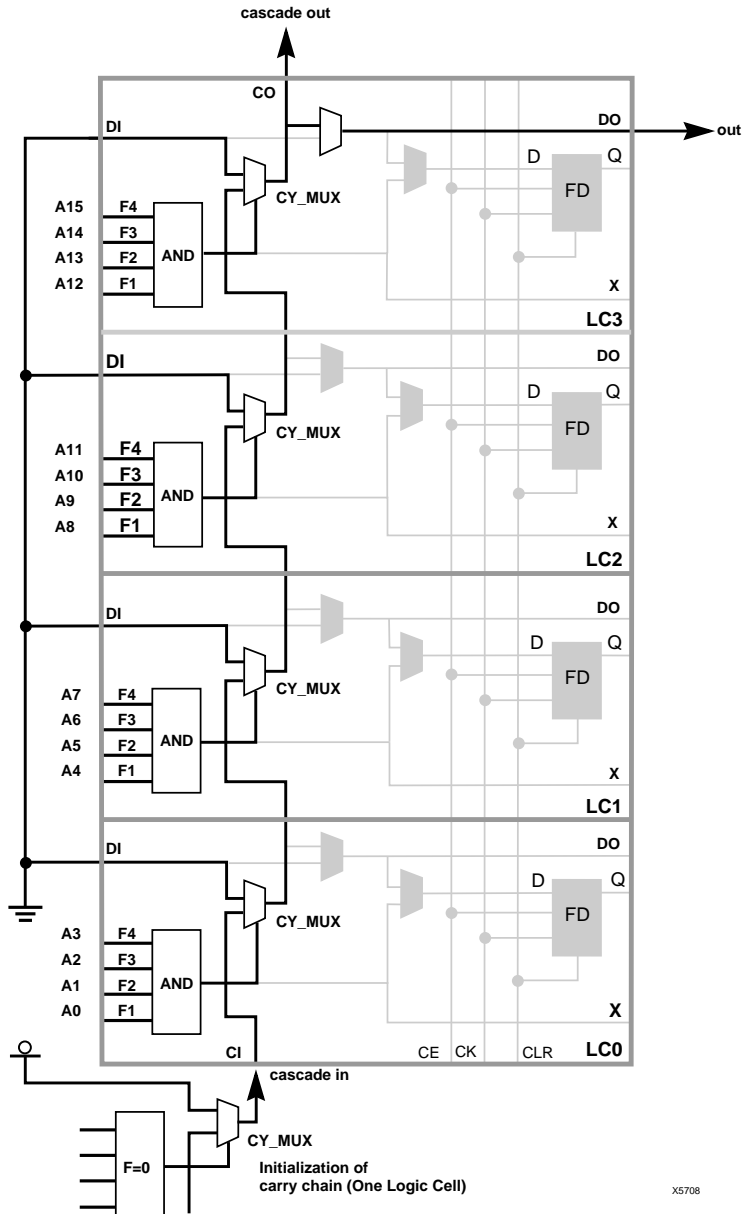 cascade out
CO
DI
DO
out
D
Q
FD
CY_MUX
A15 F4
A14 F3
A13 F2
A12 F1
AND
X
LC3
DI
DO
D
Q
FD
CY_MUX
A11 F4
A10 F3
A9 F2
A8 F1
AND
X
LC2
DI
DO
D
Q
FD
CY_MUX
A7 F4
A6 F3
A5 F2
A4 F1
AND
X
LC1
DI
DO
D
Q
FD
CY_MUX
A3 F4
A2 F3
A1 F2
A0 F1
AND
X
CI
CE
CK
CLR
LC0
cascade in
CY_MUX
F=0
Initialization of
carry chain (One Logic Cell)
X5708